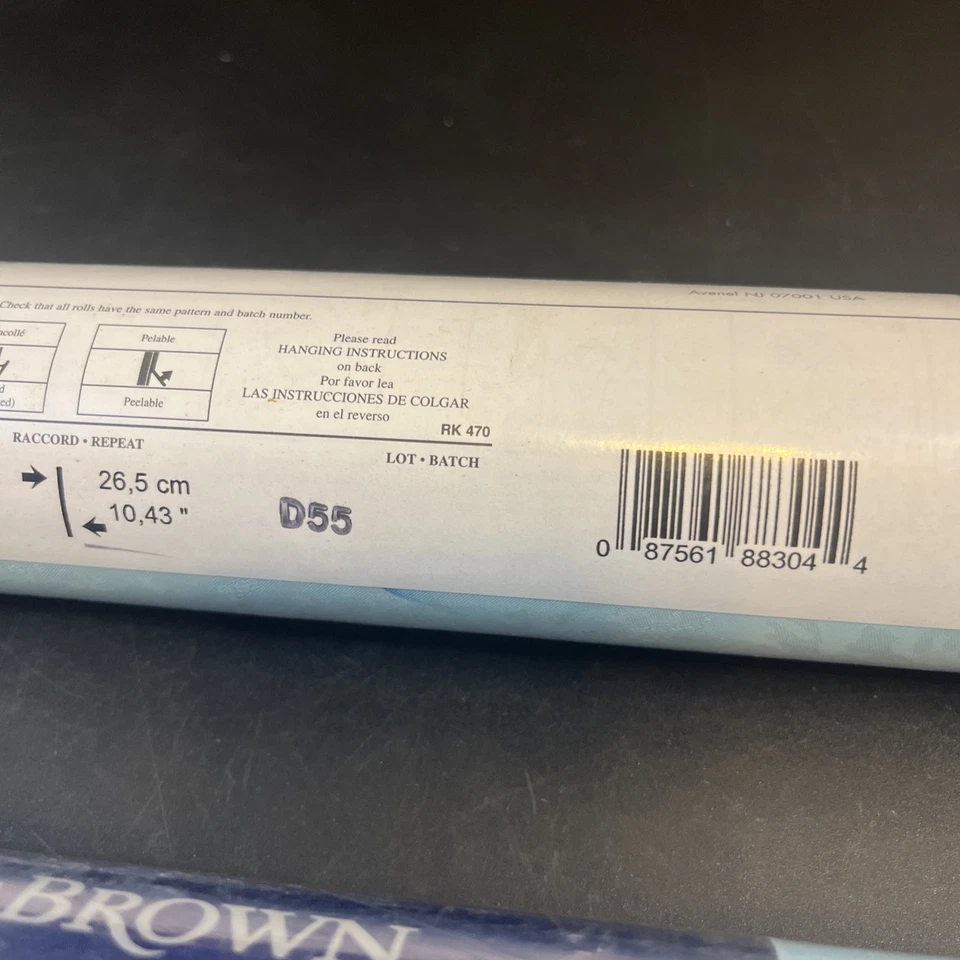 Avenel NJ 07001 USA
Check that all rolls have the same pattern and batch number.
Pelable
Peelable
Please read
HANGING INSTRUCTIONS
on back
Por favor lea
LAS INSTRUCCIONES DE COLGAR
en el reverso
RK 470
RACCORD • REPEAT
26,5 cm
10,43 "
LOT • BATCH
D55
0 87561 88304 4
BROWN